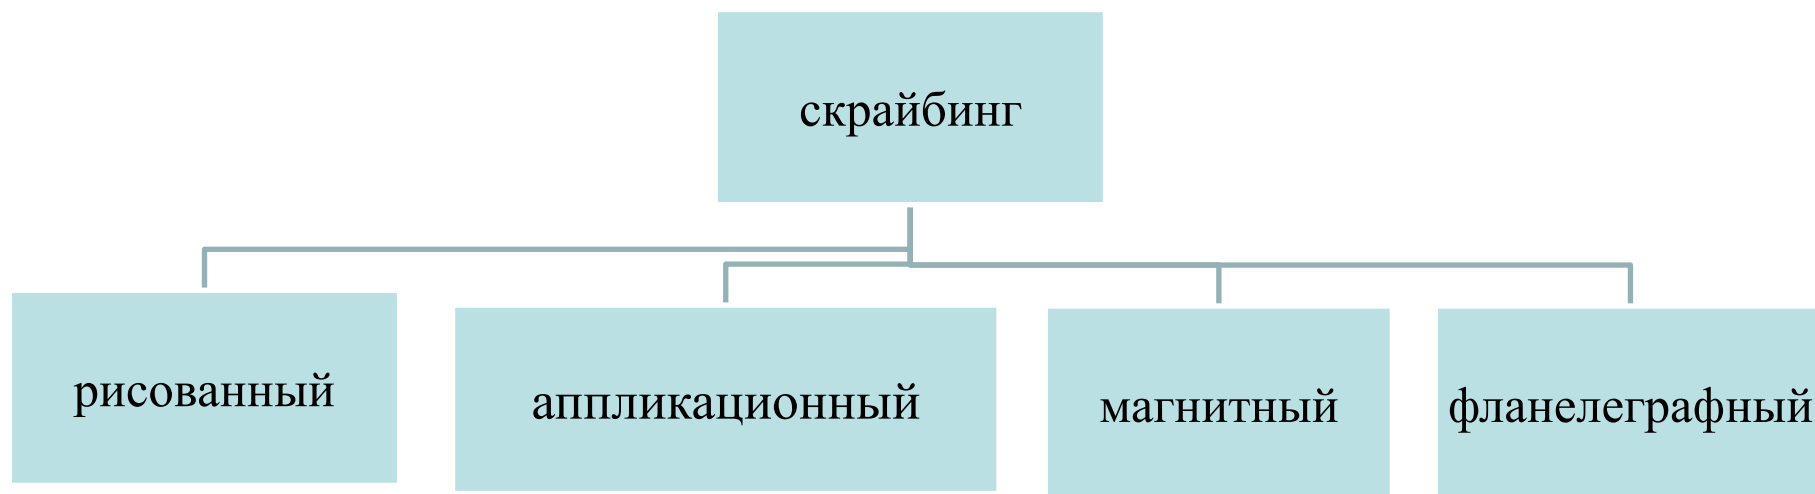 скрайбинг
рисованный
аппликационный
магнитный
фланелеграфный